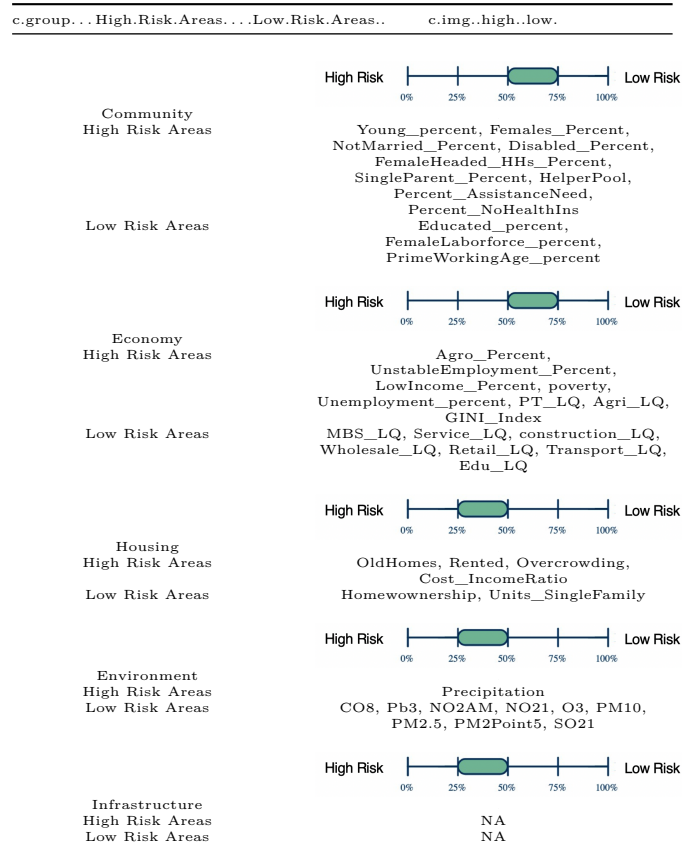 c.group...High.Risk.Areas....Low.Risk.Areas.. c.img..high..low.
High Risk Low Risk
0% 25% 50% 75% 100%
Community
High Risk Areas Young_percent, Females_Percent,
NotMarried_Percent, Disabled_Percent,
FemaleHeaded_HHs_Percent,
SingleParent_Percent, HelperPool,
Percent_AssistanceNeed,
Percent_NoHealthIns
Low Risk Areas Educated_percent,
FemaleLaborforce_percent,
PrimeWorkingAge_percent
High Risk Low Risk
0% 25% 50% 75% 100%
Economy
High Risk Areas Agro_Percent,
UnstableEmployment_Percent,
LowIncome_Percent, poverty,
Unemployment_percent, PT_LQ, Agri_LQ,
GINI_Index
Low Risk Areas MBS_LQ, Service_LQ, construction_LQ,
Wholesale_LQ, Retail_LQ, Transport_LQ,
Edu_LQ
High Risk Low Risk
0% 25% 50% 75% 100%
Housing
High Risk Areas OldHomes, Rented, Overcrowding,
Cost_IncomeRatio
Low Risk Areas Homewownership, Units_SingleFamily
High Risk Low Risk
0% 25% 50% 75% 100%
Environment
High Risk Areas Precipitation
Low Risk Areas CO8, Pb3, NO2AM, NO21, O3, PM10,
PM2.5, PM2Point5, SO21
High Risk Low Risk
0% 25% 50% 75% 100%
Infrastructure
High Risk Areas NA
Low Risk Areas NA